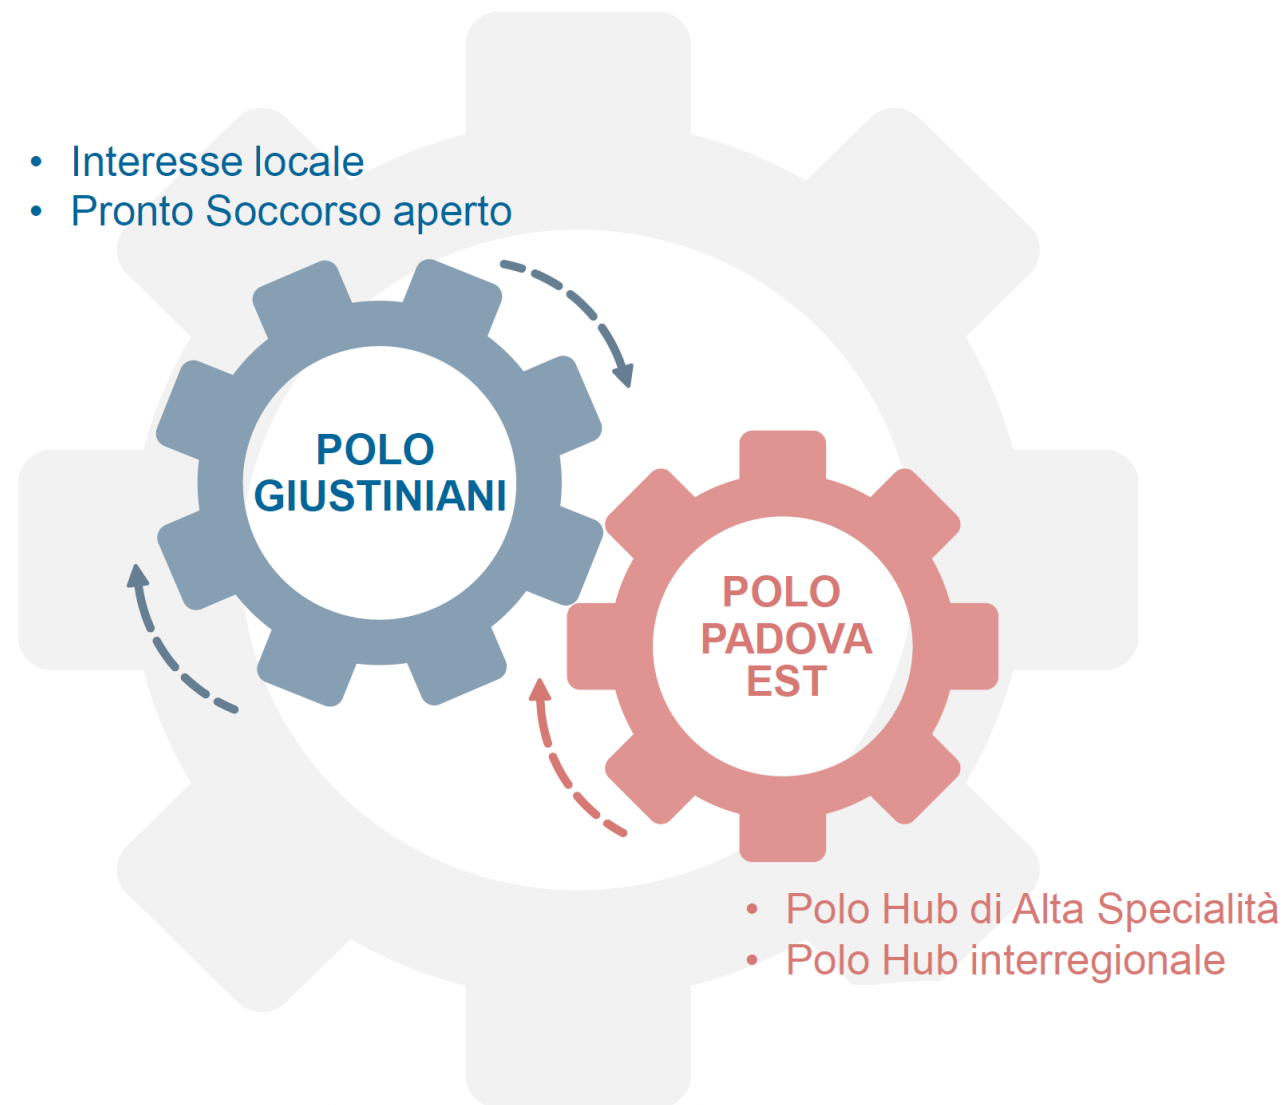 • Interesse locale
• Pronto Soccorso aperto
POLO
GIUSTINIANI
POLO
PADOVA
EST
• Polo Hub di Alta Specialità
• Polo Hub interregionale